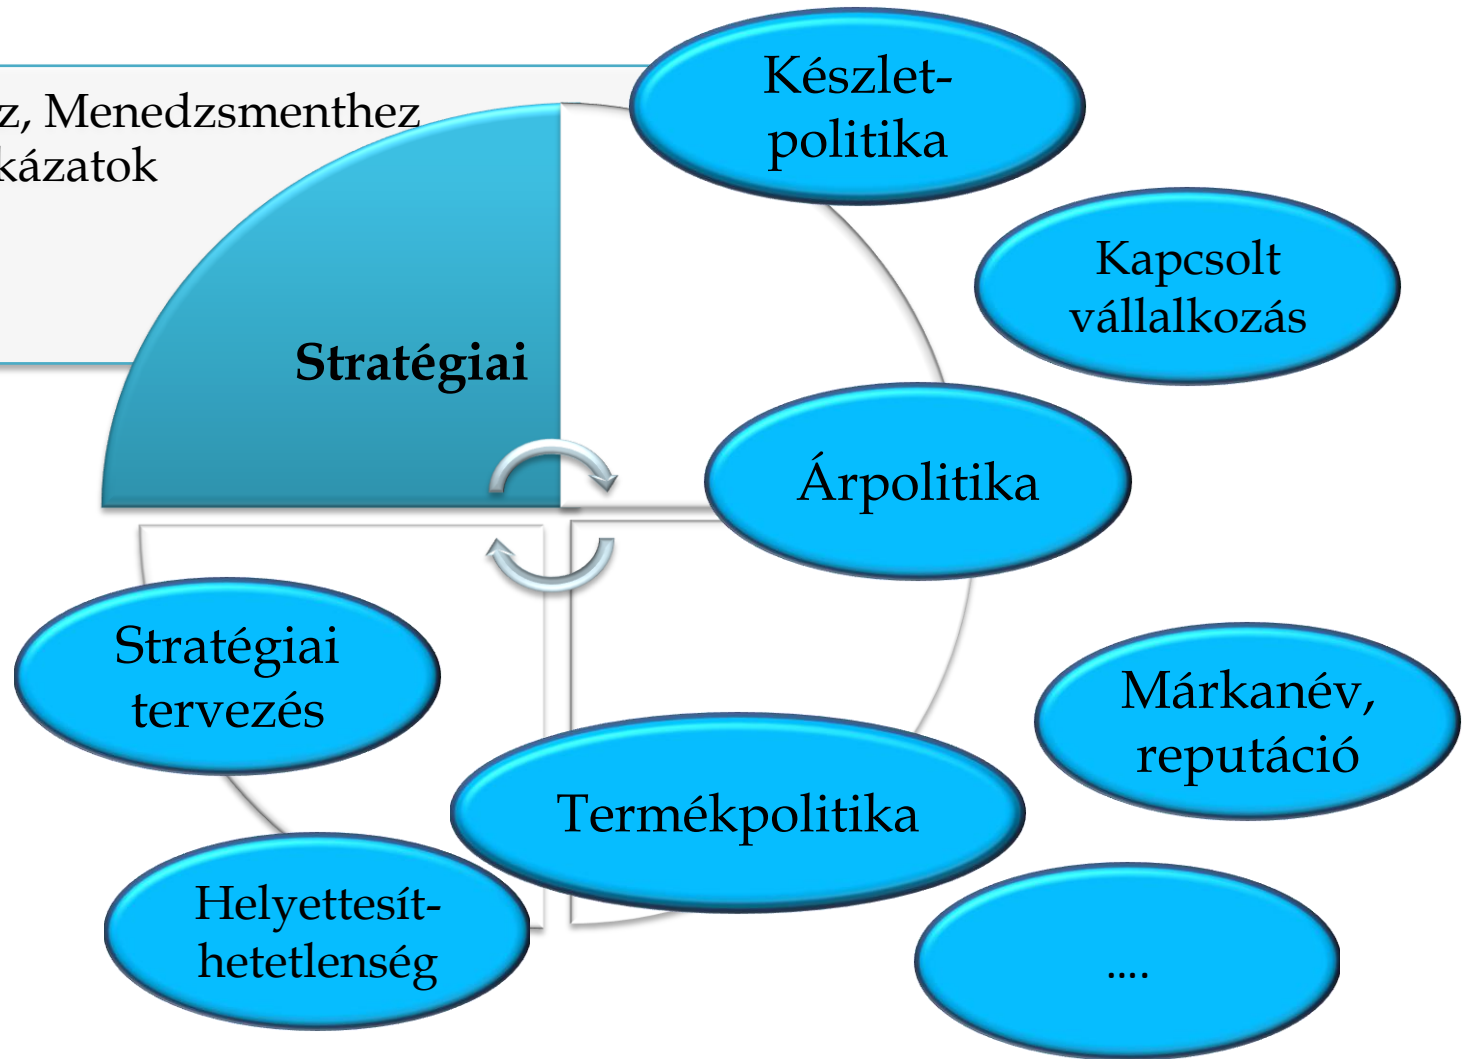 Készlet-
politika
z, Menedzsmenthez
kázatok
Kapcsolt
vállalkozás
Stratégiai
Árpolitika
Stratégiai
tervezés
Márkanév,
reputáció
Termékpolitika
Helyettesít-
hetetlenség
....